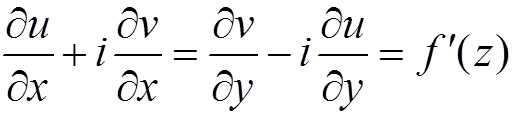 ∂u/∂x + i ∂v/∂x = ∂v/∂y − i ∂u/∂y = f′(z)